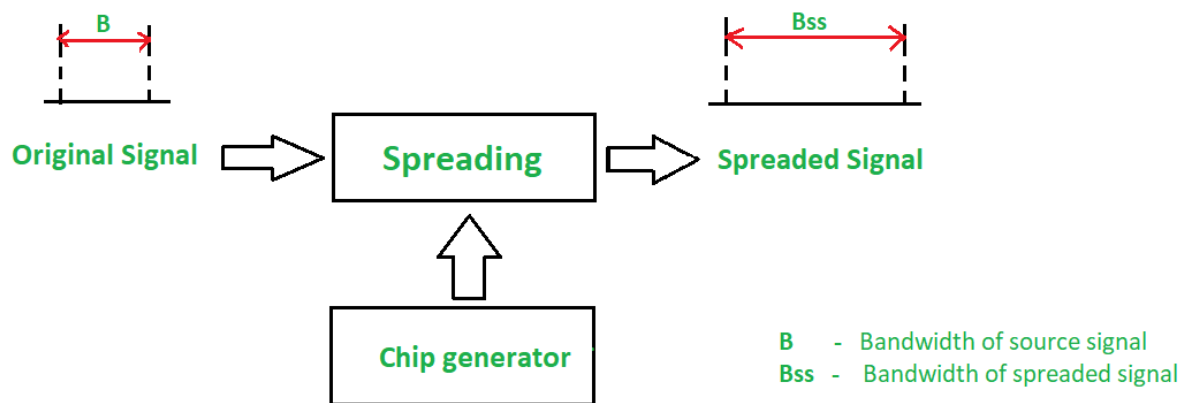 B
Bss
Original Signal
Spreading
Spreaded Signal
Chip generator
B - Bandwidth of source signal
Bss - Bandwidth of spreaded signal